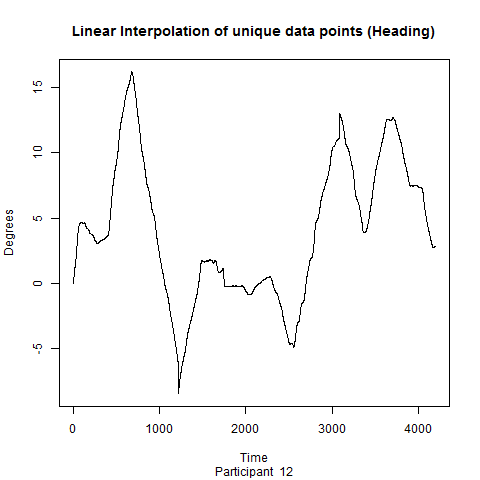 Linear Interpolation of unique data points (Heading)
Degrees
15
10
5
0
-5
0 1000 2000 3000 4000
Time
Participant 12